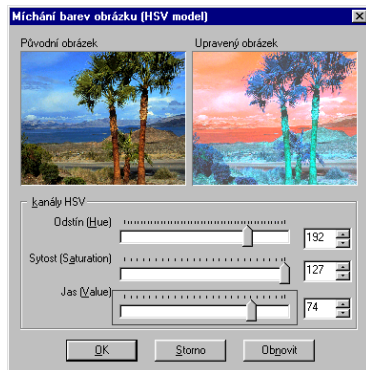 Míchání barev obrázku (HSV model)
Původní obrázek Upravený obrázek
kanály HSV
Odstín (Hue) 192
Sytost (Saturation) 127
Jas (Value) 74
OK Storno Obnovit